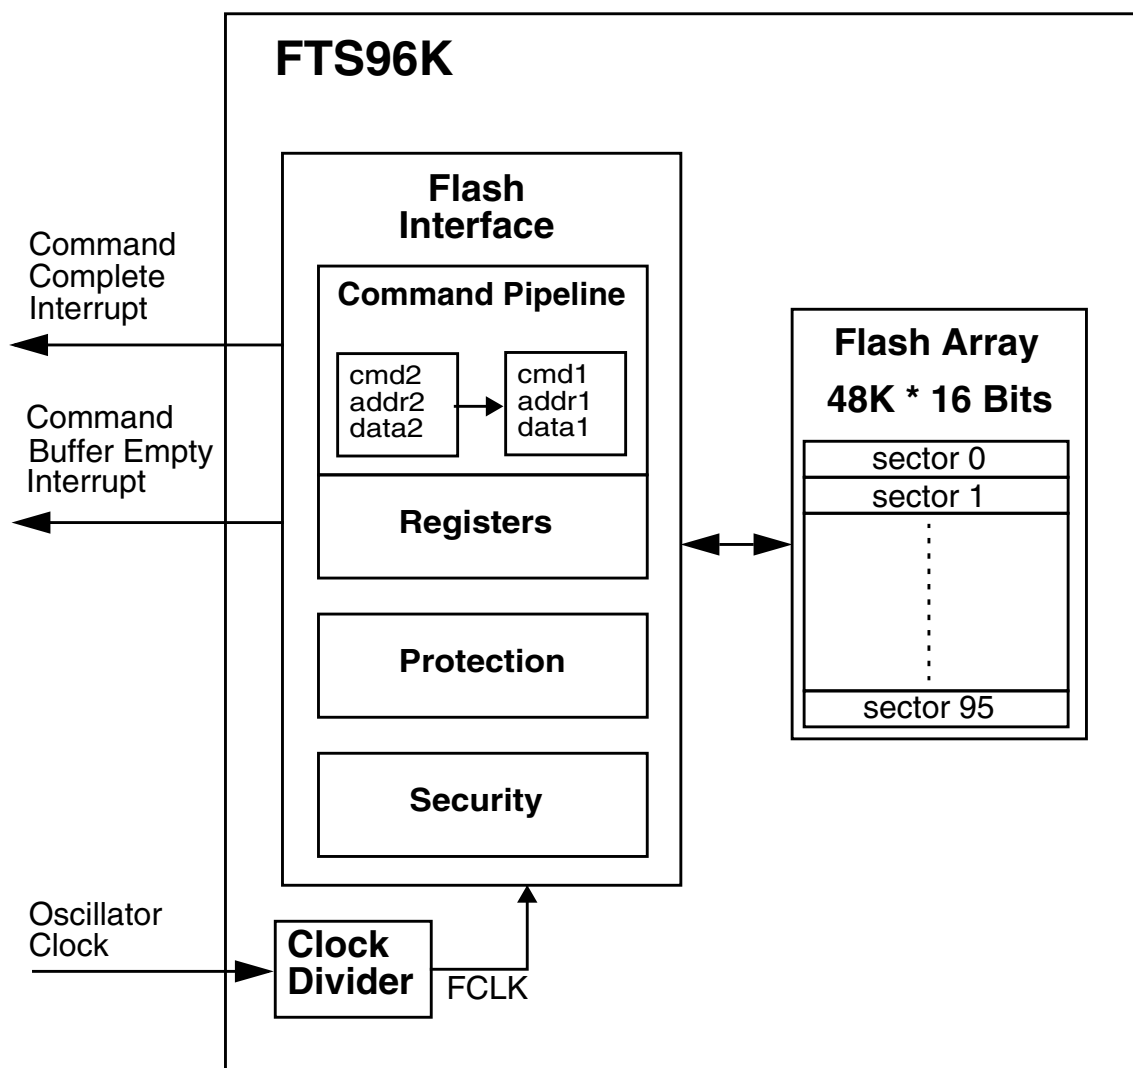 FTS96K
Flash
Interface
Command Pipeline
cmd2
addr2
data2
cmd1
addr1
data1
Registers
Protection
Security
Command
Complete
Interrupt
Command
Buffer Empty
Interrupt
Flash Array
48K * 16 Bits
sector 0
sector 1
sector 95
Oscillator
Clock
Clock
Divider
FCLK